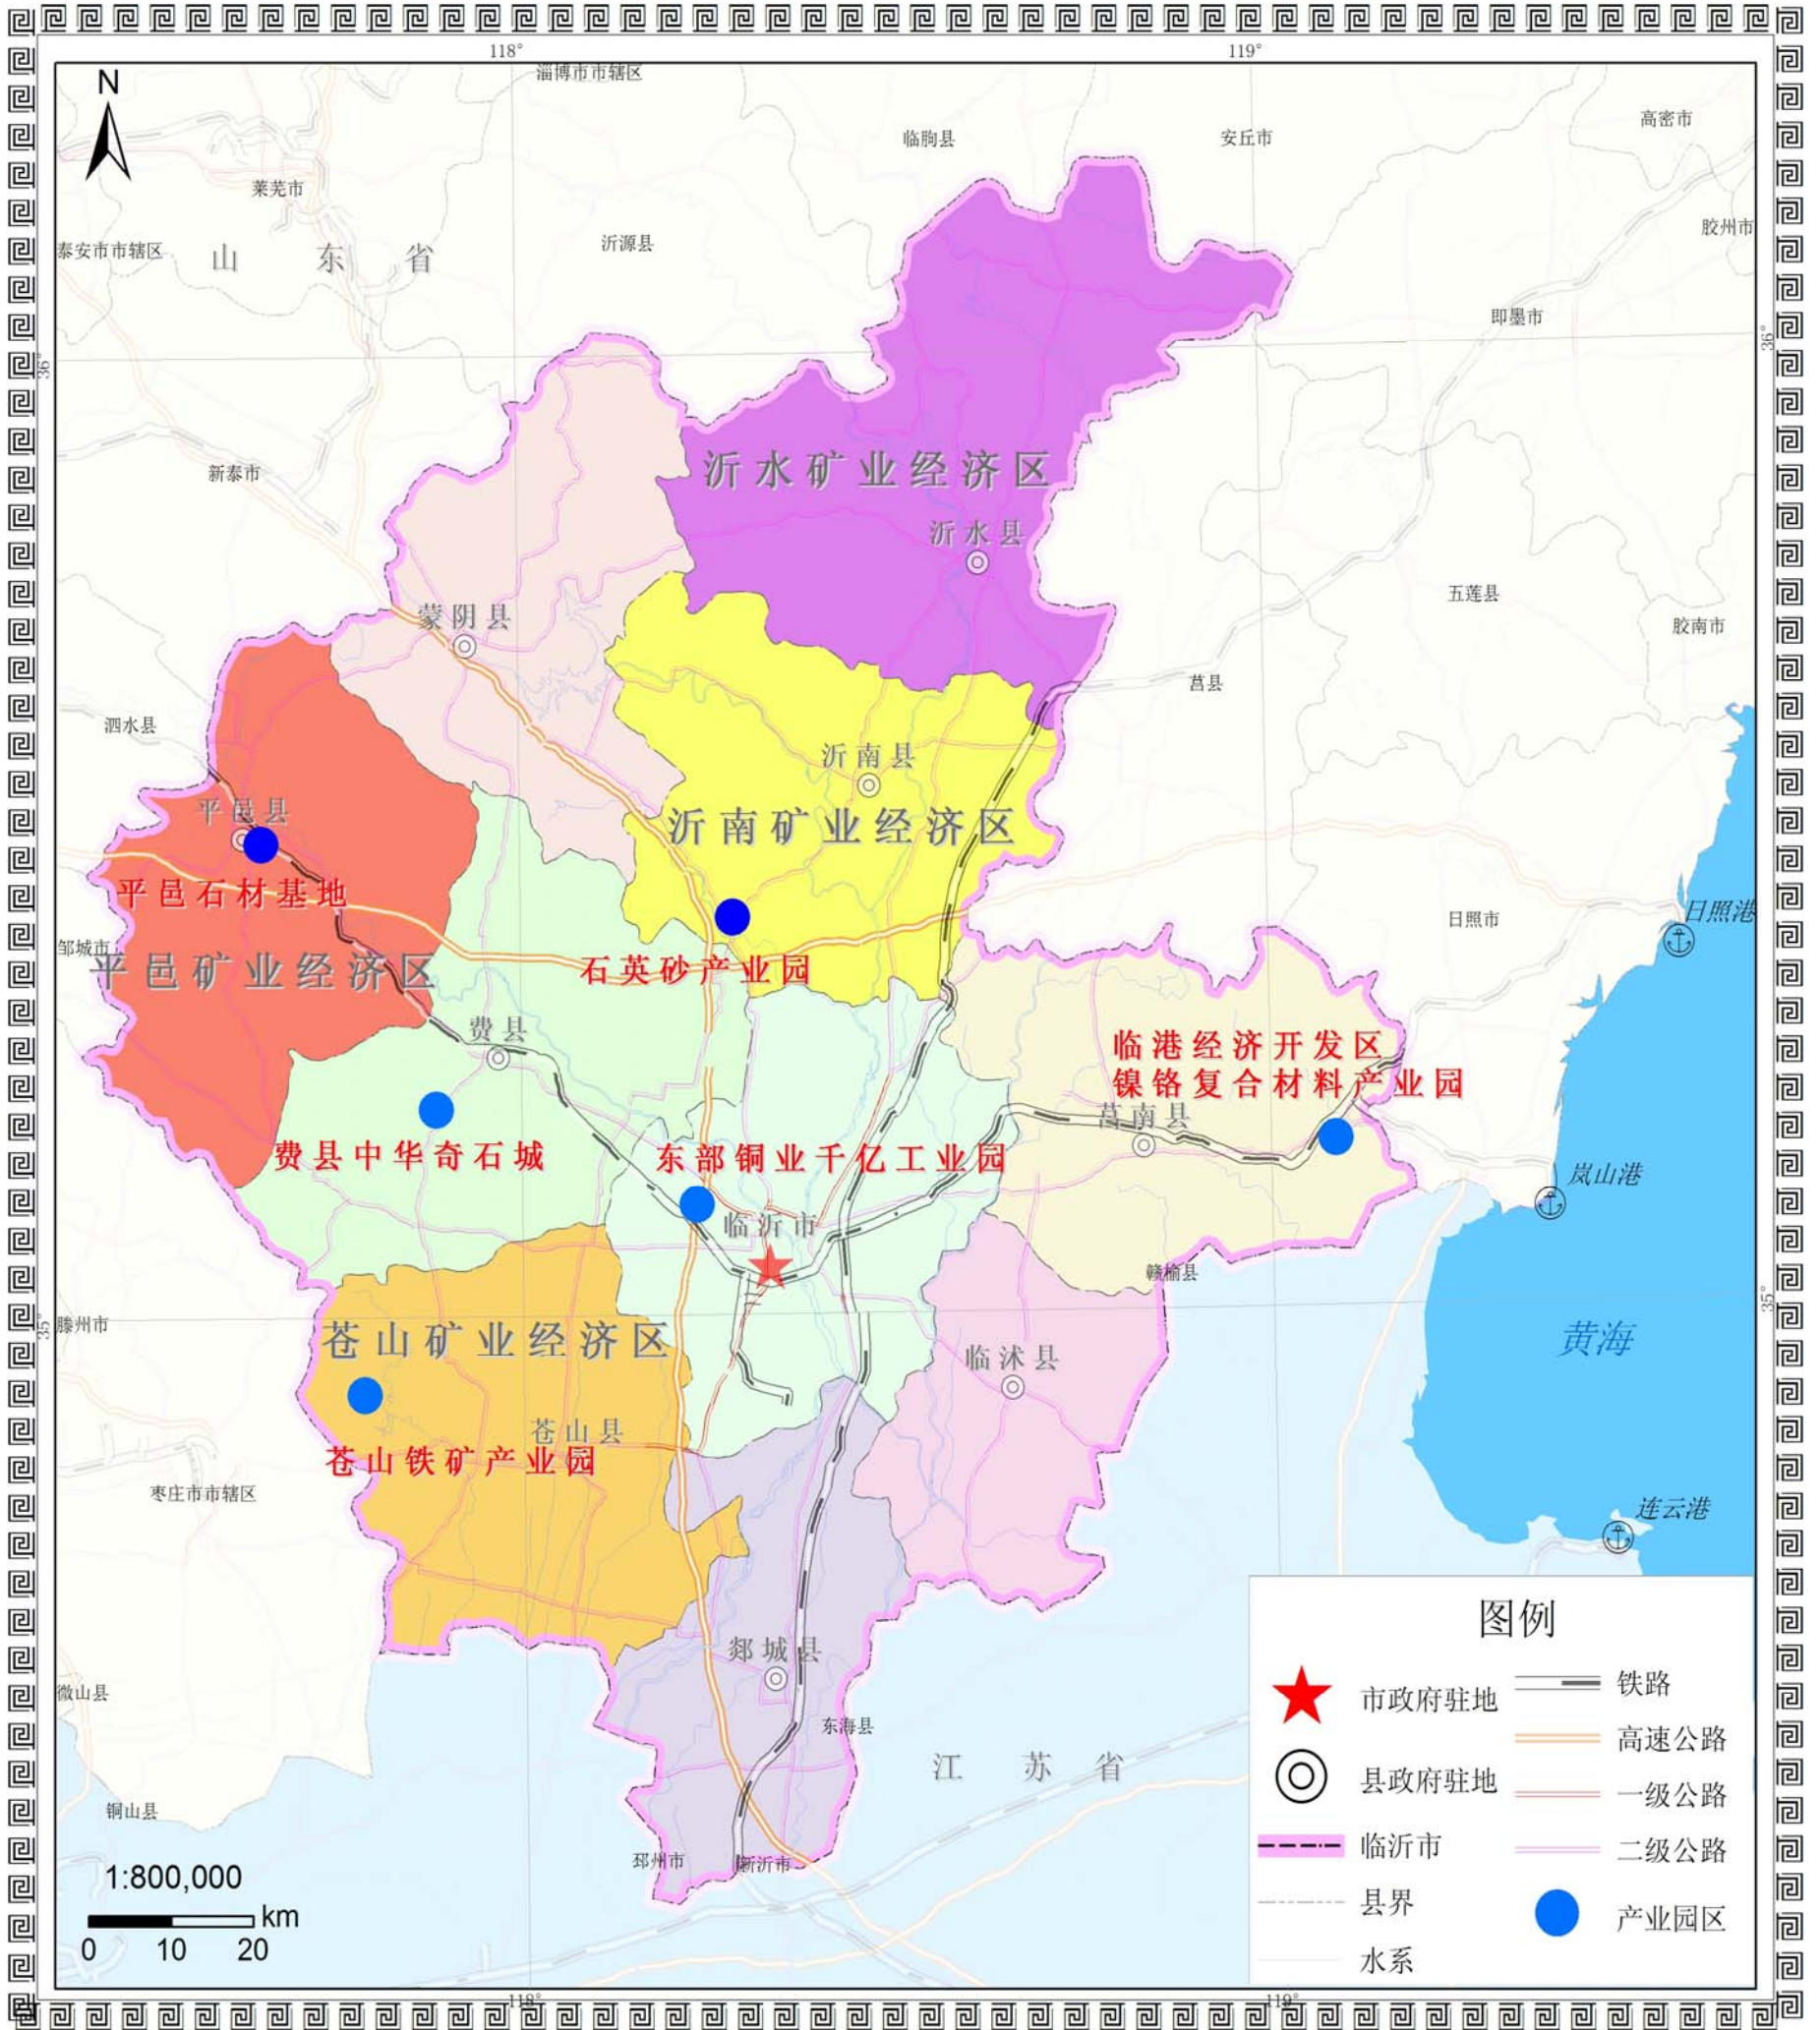 118°
119°
淄博市市辖区
N
临朐县
安丘市
高密市
莱芜市
胶州市
泰安市市辖区
山东省
沂源县
即墨市
36°
36°
新泰市
沂水矿业经济区
沂水县
五莲县
蒙阴县
胶南市
莒县
泗水县
沂南县
平邑县
沂南矿业经济区
平邑石材基地
日照港
日照市
邹城市
平邑矿业经济区
石英砂产业园
费县
临港经济开发区
镍铬复合材料产业园
莒南县
费县中华奇石城
东部铜业千亿工业园
岚山港
临沂市
赣榆县
35°
35°
滕州市
苍山矿业经济区
黄海
临沭县
苍山县
苍山铁矿产业园
枣庄市市辖区
连云港
图例
郯城县
市政府驻地
铁路
微山县
东海县
高速公路
江苏省
县政府驻地
一级公路
铜山县
临沂市
二级公路
邳州市
新沂市
1:800,000
县界
产业园区
km
0 10 20
水系
118°
119°